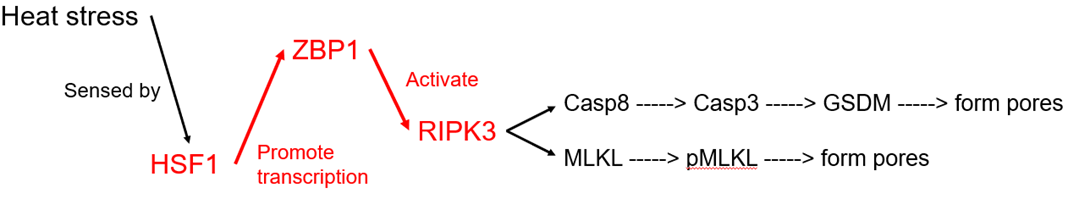 Heat stress
ZBP1
Sensed by
Activate
Casp8 -----> Casp3 -----> GSDM -----> form pores
RIPK3
HSF1
Promote
transcription
MLKL -----> pMLKL -----> form pores